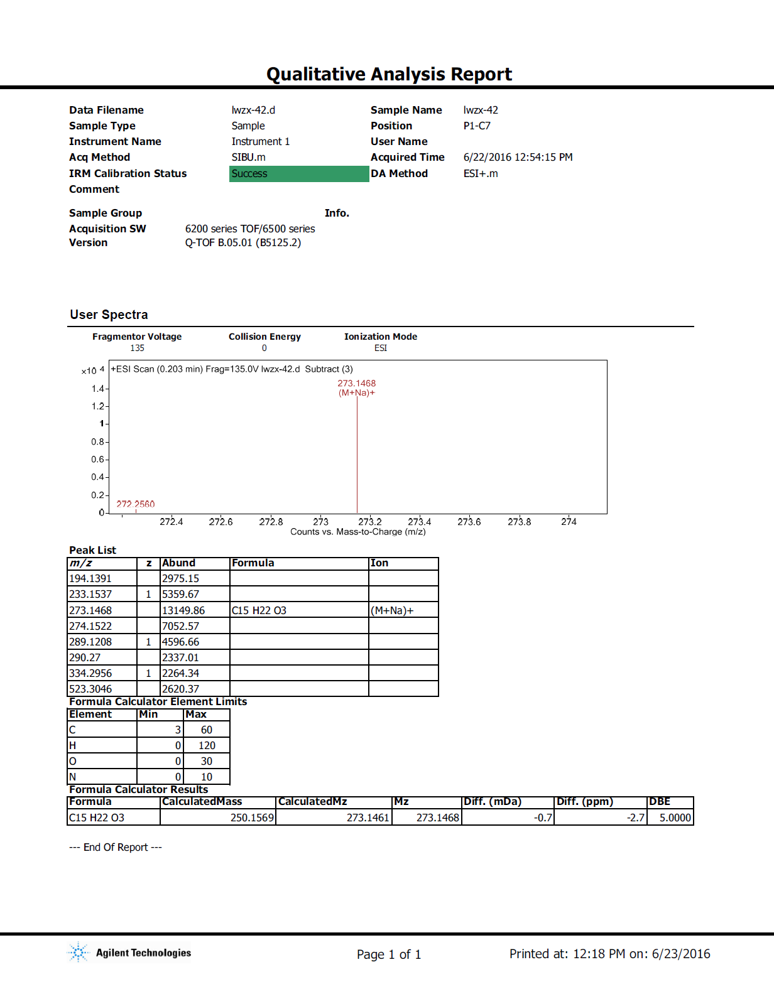 Qualitative Analysis Report
Data Filename lwzx-42.d Sample Name lwzx-42
Sample Type Sample Position P1-C7
Instrument Name Instrument 1 User Name
Acq Method SIBU.m Acquired Time 6/22/2016 12:54:15 PM
IRM Calibration Status Success DA Method ESI+.m
Comment
Sample Group Info.
Acquisition SW 6200 series TOF/6500 series
Version Q-TOF B.05.01 (B5125.2)
User Spectra
Fragmentor Voltage Collision Energy Ionization Mode
135 0 ESI
x10 4 +ESI Scan (0.203 min) Frag=135.0V lwzx-42.d Subtract (3)
273.1468
(M+Na)+
1.4
1.2
1
0.8
0.6
0.4
0.2
272.2560
0
272.4 272.6 272.8 273 273.2 273.4 273.6 273.8 274
Counts vs. Mass-to-Charge (m/z)
Peak List
m/z z Abund Formula Ion
194.1391 2975.15
233.1537 1 5359.67
273.1468 13149.86 C15 H22 O3 (M+Na)+
274.1522 7052.57
289.1208 1 4596.66
290.27 2337.01
334.2956 1 2264.34
523.3046 2620.37
Formula Calculator Element Limits
Element Min Max
C 3 60
H 0 120
O 0 30
N 0 10
Formula Calculator Results
Formula CalculatedMass CalculatedMz Mz Diff. (mDa) Diff. (ppm) DBE
C15 H22 O3 250.1569 273.1461 273.1468 -0.7 -2.7 5.0000
--- End Of Report ---
Agilent Technologies Page 1 of 1 Printed at: 12:18 PM on: 6/23/2016